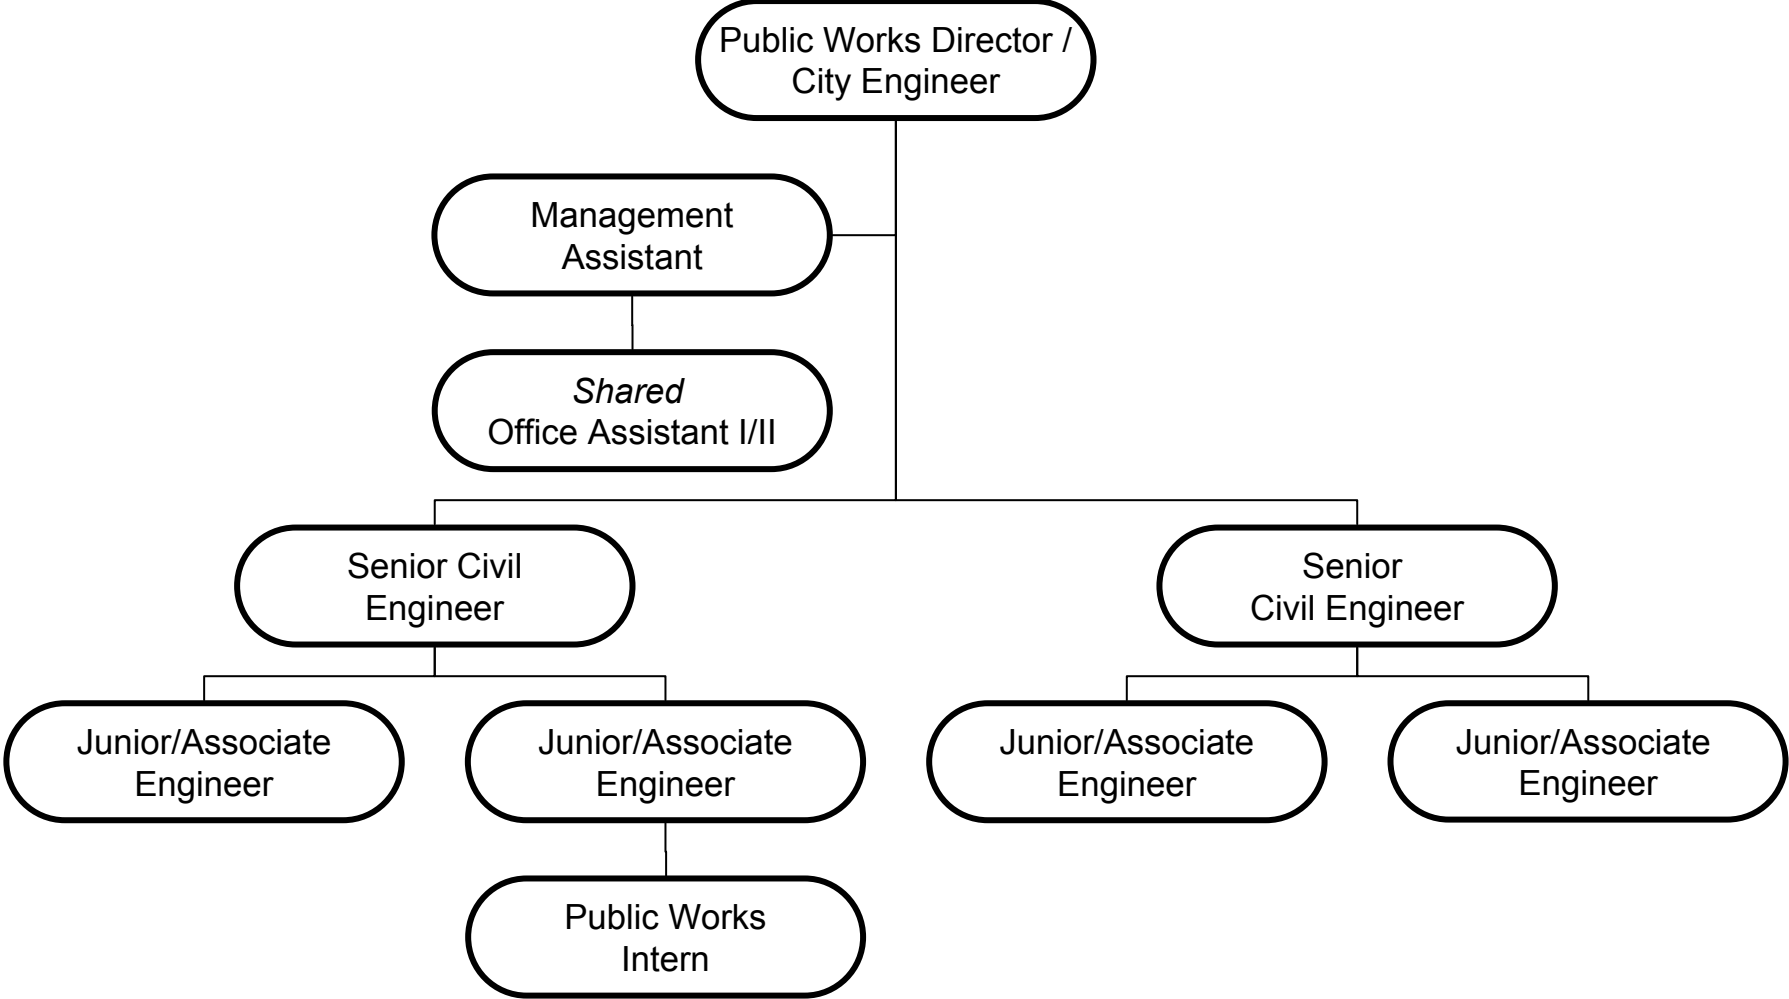 Public Works Director /
City Engineer
Management
Assistant
Shared
Office Assistant I/II
Senior Civil
Engineer
Senior
Civil Engineer
Junior/Associate
Engineer
Junior/Associate
Engineer
Junior/Associate
Engineer
Junior/Associate
Engineer
Public Works
Intern